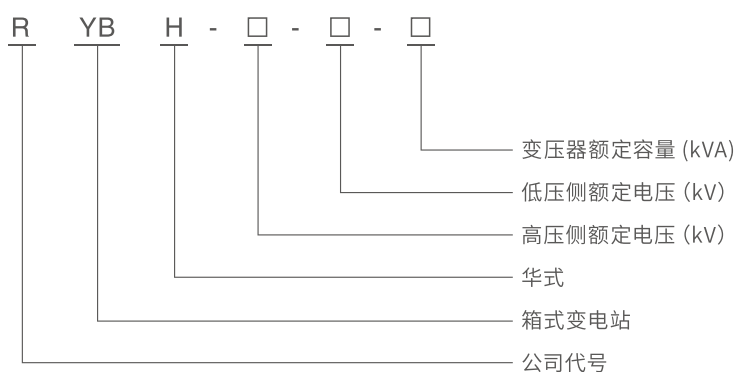 R YB H - □ - □ - □
变压器额定容量 (kVA)
低压侧额定电压（kV）
高压侧额定电压（kV）
华式
箱式变电站
公司代号